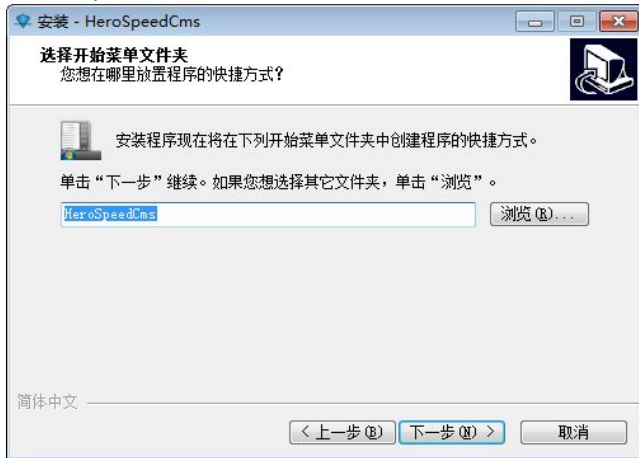 安装 - HeroSpeedCms
选择开始菜单文件夹
您想在哪里放置程序的快捷方式?
安装程序现在将在下列开始菜单文件夹中创建程序的快捷方式。
单击“下一步”继续。如果您想选择其它文件夹，单击“浏览”。
HeroSpeedCms
浏览(R)...
简体中文
< 上一步(B)
下一步(N) >
取消